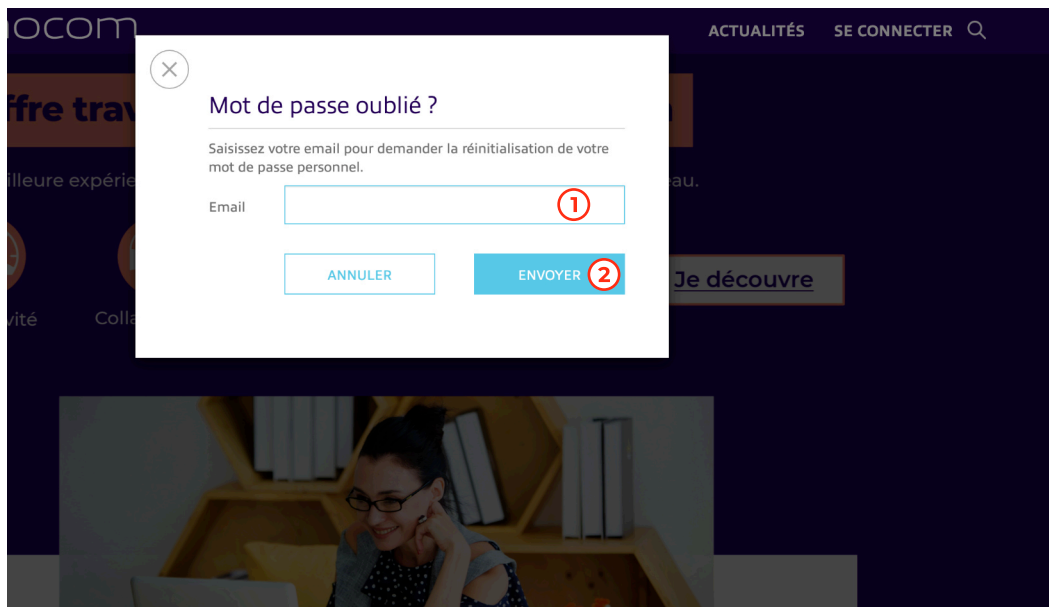 ocom
ACTUALITÉS SE CONNECTER
ffre trav
Mot de passe oublié ?
Saisissez votre email pour demander la réinitialisation de votre
mot de passe personnel.
illeure expérie
eau.
Email
1
ANNULER
ENVOYER 2
Je découvre
vité
Colla